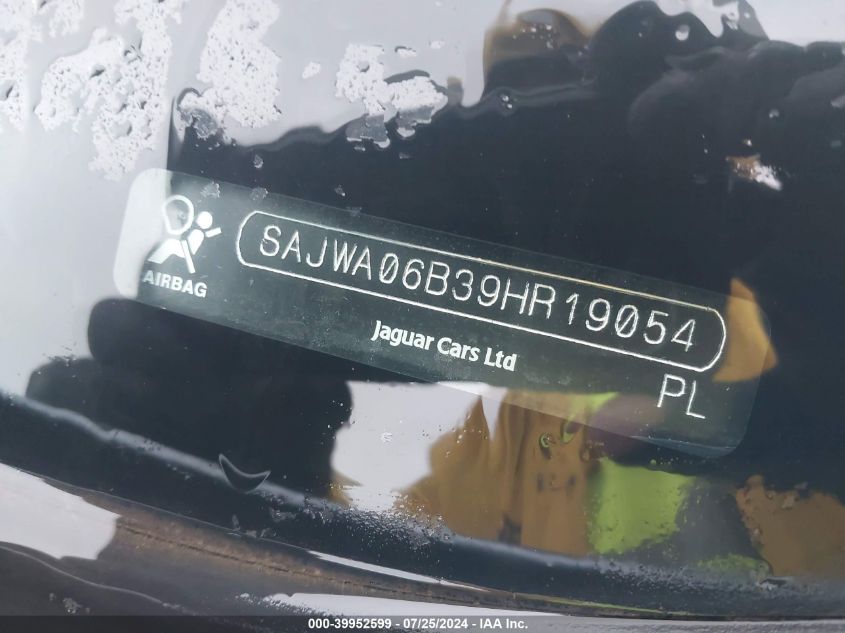 SAJWA06B39HR19054
AIRBAG
Jaguar Cars Ltd
PL
000-39952599 - 07/25/2024 - IAA Inc.